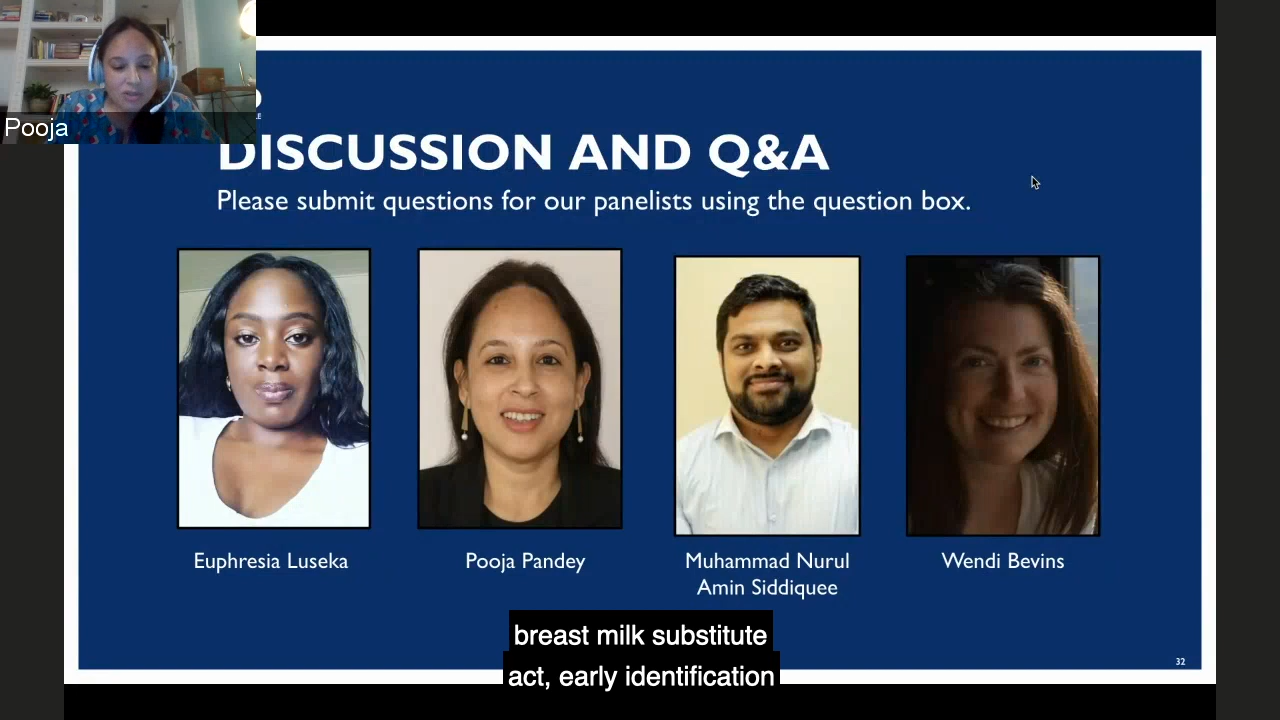 Pooja
DISCUSSION AND Q&A
Please submit questions for our panelists using the question box.
Euphresia Luseka
Pooja Pandey
Muhammad Nurul
Amin Siddiquee
Wendi Bevins
breast milk substitute
act, early identification
32